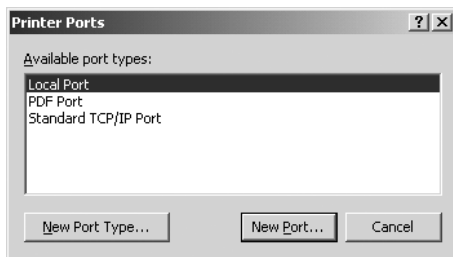 Printer Ports
Available port types:
Local Port
PDF Port
Standard TCP/IP Port
New Port Type... New Port... Cancel